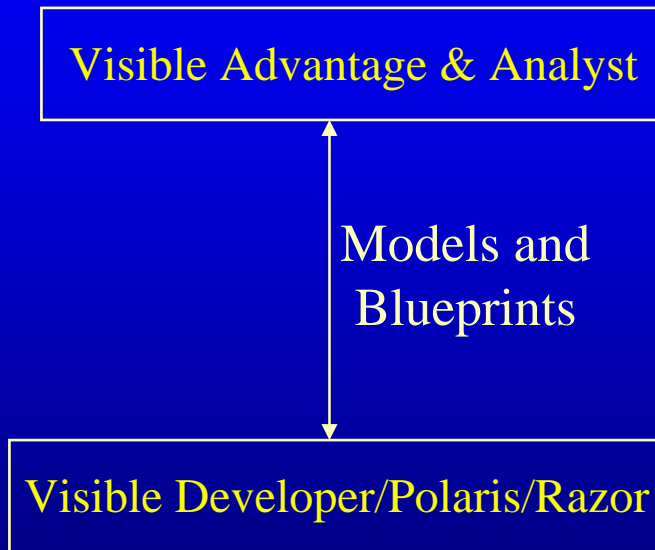 Visible Advantage & Analyst
Models and
Blueprints
Visible Developer/Polaris/Razor